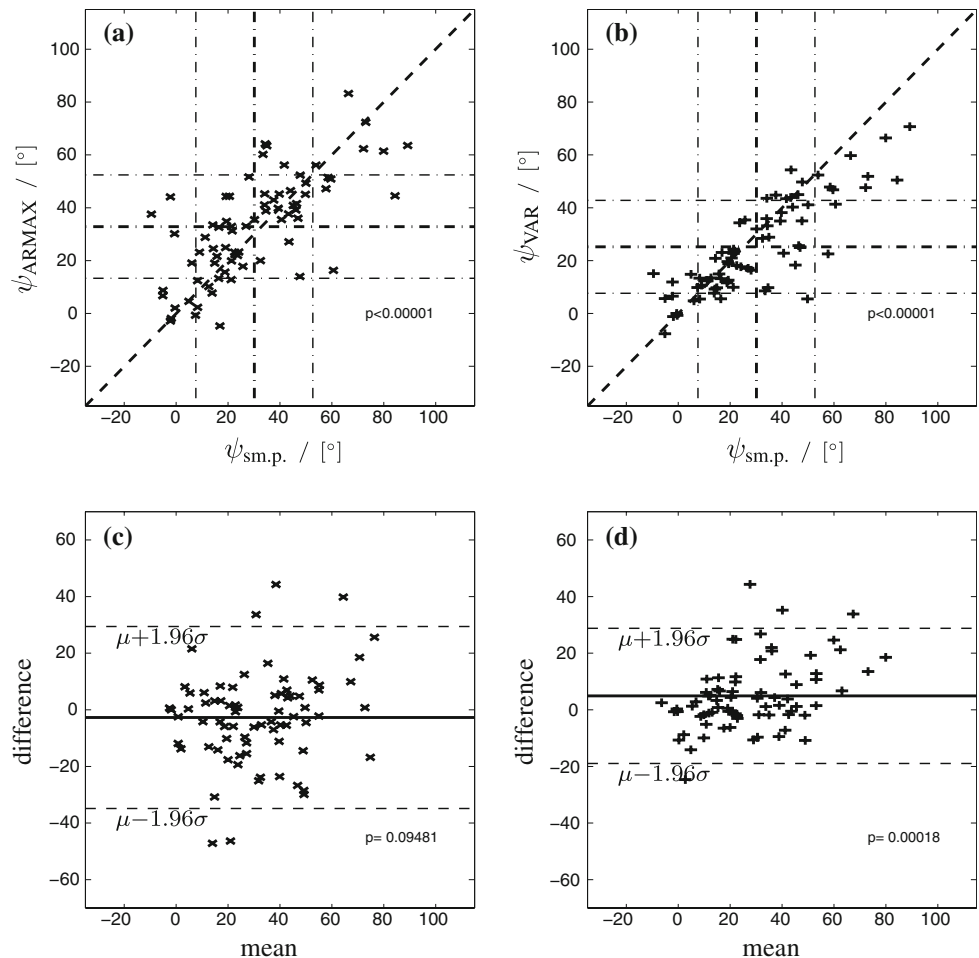 (a)
100
80
60
40
20
0
−20
ψARMAX / [°]
p<0.00001
−20 0 20 40 60 80 100
ψsm.p. / [°]
(b)
100
80
60
40
20
0
−20
ψVAR / [°]
p<0.00001
−20 0 20 40 60 80 100
ψsm.p. / [°]
(c)
60
40
20
0
−20
−40
−60
difference
μ+1.96σ
μ−1.96σ
p= 0.09481
−20 0 20 40 60 80 100
mean
(d)
60
40
20
0
−20
−40
−60
difference
μ+1.96σ
μ−1.96σ
p= 0.00018
−20 0 20 40 60 80 100
mean